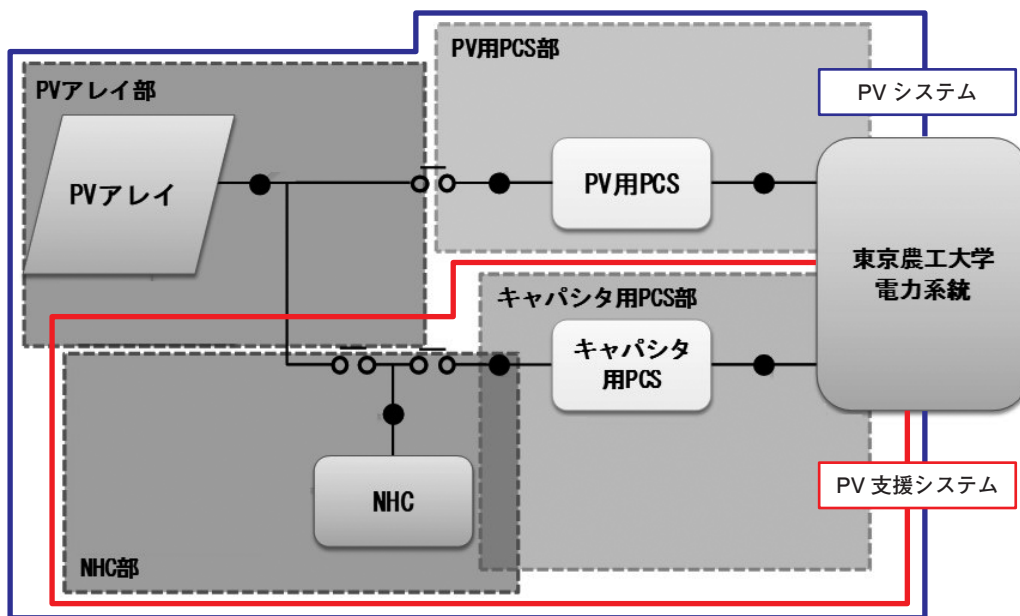 PV用PCS部
PVアレイ部
PV システム
PVアレイ
PV用PCS
東京農工大学
電力系統
キャパシタ用PCS部
キャパシタ
用PCS
NHC
PV 支援システム
NHC部